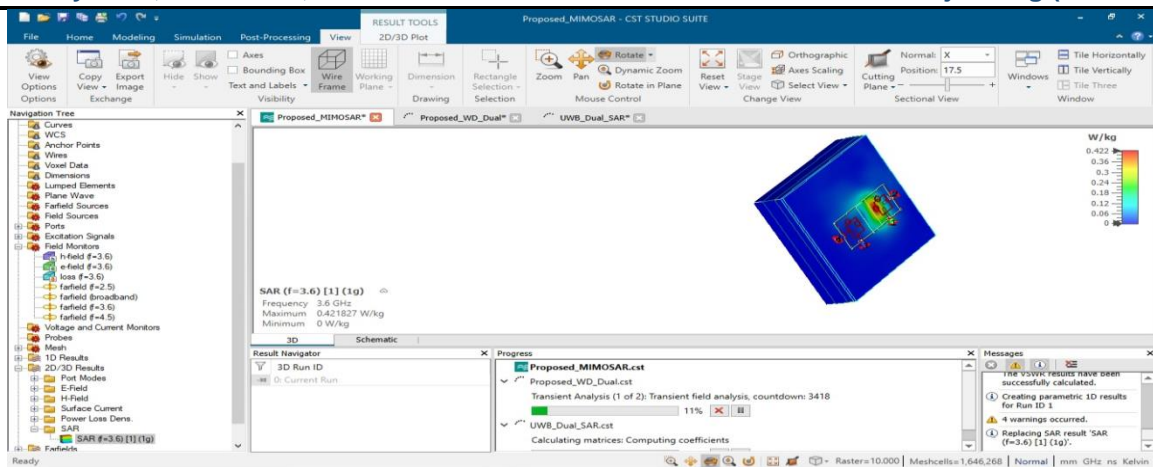 RESULT TOOLS
Proposed_MIMOSAR - CST STUDIO SUITE
File Home Modeling Simulation Post-Processing View 2D/3D Plot
View Options
Copy View
Export Image
Hide Show
Axes
Bounding Box
Text and Labels
Wire Frame
Working Plane
Dimension
Rectangle Selection
Zoom Pan
Rotate
Dynamic Zoom
Rotate in Plane
Reset View
Stage View
Orthographic
Axes Scaling
Select View
Cutting Plane
Normal: X
Position: 17.5
Windows
Tile Horizontally
Tile Vertically
Tile Three
Options Exchange Visibility Drawing Selection Mouse Control Change View Sectional View Window
Navigation Tree
Curves
WCS
Anchor Points
Wires
Voxel Data
Dimensions
Lumped Elements
Plane Wave
Farfield Sources
Field Sources
Ports
Excitation Signals
Field Monitors
h-field (f=3.6)
e-field (f=3.6)
loss (f=3.6)
farfield (f=2.5)
farfield (broadband)
farfield (f=3.6)
farfield (f=4.5)
Voltage and Current Monitors
Probes
Mesh
1D Results
2D/3D Results
Port Modes
E-Field
H-Field
Surface Current
Power Loss Dens.
SAR
SAR (f=3.6) [1] (1g)
Farfields
Proposed_MIMOSAR* Proposed_WD_Dual* UWB_Dual_SAR*
W/kg
0.422
0.36
0.3
0.24
0.18
0.12
0.06
0
SAR (f=3.6) [1] (1g)
Frequency 3.6 GHz
Maximum 0.421827 W/kg
Minimum 0 W/kg
3D Schematic
Result Navigator
3D Run ID
0: Current Run
Progress
Proposed_MIMOSAR.cst
Proposed_WD_Dual.cst
Transient Analysis (1 of 2): Transient field analysis, countdown: 3418
11%
UWB_Dual_SAR.cst
Calculating matrices: Computing coefficients
Messages
The VSWR results have been
successfully calculated.
Creating parametric 1D results
for Run ID 1
4 warnings occurred.
Replacing SAR result 'SAR
(f=3.6) [1] (1g)'.
Ready
Raster=10.000 Meshcells=1,646,268 Normal mm GHz ns Kelvin